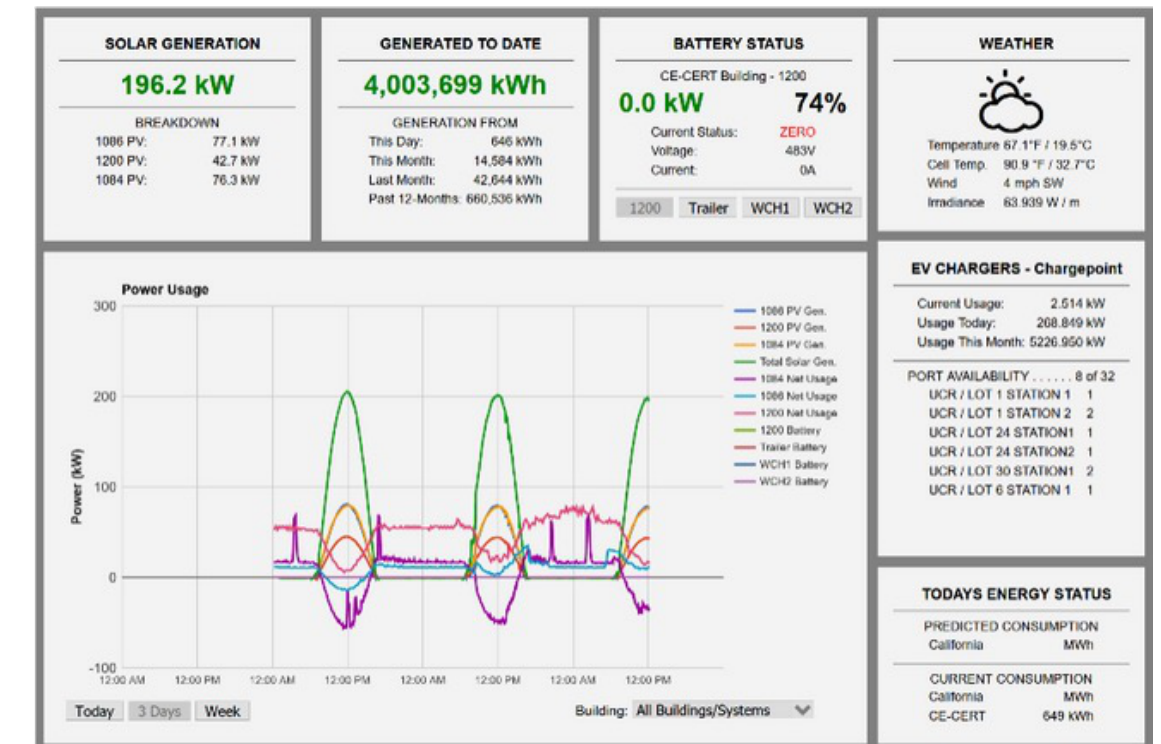 SOLAR GENERATION
196.2 kW
BREAKDOWN
1086 PV: 77.1 kW
1200 PV: 42.7 kW
1084 PV: 76.3 kW
GENERATED TO DATE
4,003,699 kWh
GENERATION FROM
This Day: 646 kWh
This Month: 14,584 kWh
Last Month: 42,644 kWh
Past 12-Months: 660,536 kWh
BATTERY STATUS
CE-CERT Building - 1200
0.0 kW 74%
Current Status: ZERO
Voltage: 483V
Current: 0A
1200 Trailer WCH1 WCH2
WEATHER
Temperature 67.1°F / 19.5°C
Cell Temp. 90.9 °F / 32.7°C
Wind 4 mph SW
Irradiance 63.939 W / m
Power Usage
300
200
100
0
-100
Power (kW)
12:00 AM 12:00 PM 12:00 AM 12:00 PM 12:00 AM 12:00 PM 12:00 AM 12:00 PM
1086 PV Gen.
1200 PV Gen.
1084 PV Gen.
Total Solar Gen.
1084 Net Usage
1086 Net Usage
1200 Net Usage
1200 Battery
Trailer Battery
WCH1 Battery
WCH2 Battery
Today 3 Days Week
Building: All Buildings/Systems
EV CHARGERS - Chargepoint
Current Usage: 2.514 kW
Usage Today: 268.849 kW
Usage This Month: 5226.950 kW
PORT AVAILABILITY . . . . . . 8 of 32
UCR / LOT 1 STATION 1 1
UCR / LOT 1 STATION 2 2
UCR / LOT 24 STATION1 1
UCR / LOT 24 STATION2 1
UCR / LOT 30 STATION1 2
UCR / LOT 6 STATION 1 1
TODAYS ENERGY STATUS
PREDICTED CONSUMPTION
California MWh
CURRENT CONSUMPTION
California MWh
CE-CERT 649 kWh